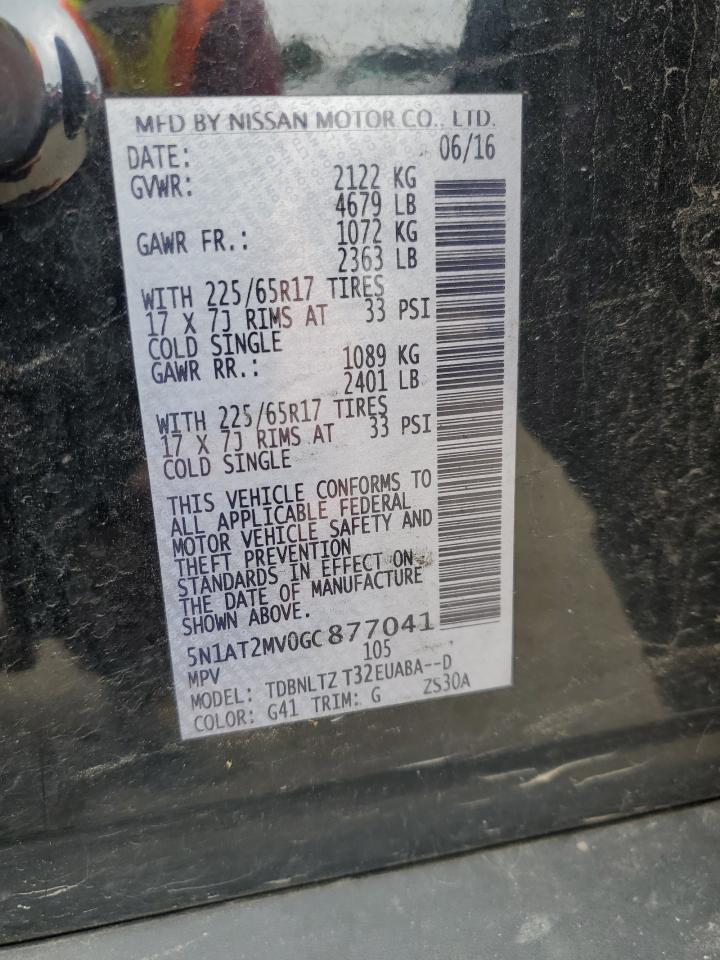 MFD BY NISSAN MOTOR CO., LTD.
DATE: 06/16
GVWR: 2122 KG
4679 LB
GAWR FR.: 1072 KG
2363 LB
WITH 225/65R17 TIRES
17 X 7J RIMS AT 33 PSI
COLD SINGLE
GAWR RR.: 1089 KG
2401 LB
WITH 225/65R17 TIRES
17 X 7J RIMS AT 33 PSI
COLD SINGLE
THIS VEHICLE CONFORMS TO
ALL APPLICABLE FEDERAL
MOTOR VEHICLE SAFETY AND
THEFT PREVENTION
STANDARDS IN EFFECT ON
THE DATE OF MANUFACTURE
SHOWN ABOVE.
5N1AT2MV0GC877041
MPV 105
MODEL: TDBNLTZ T32EUABA--D
COLOR: G41 TRIM: G ZS30A